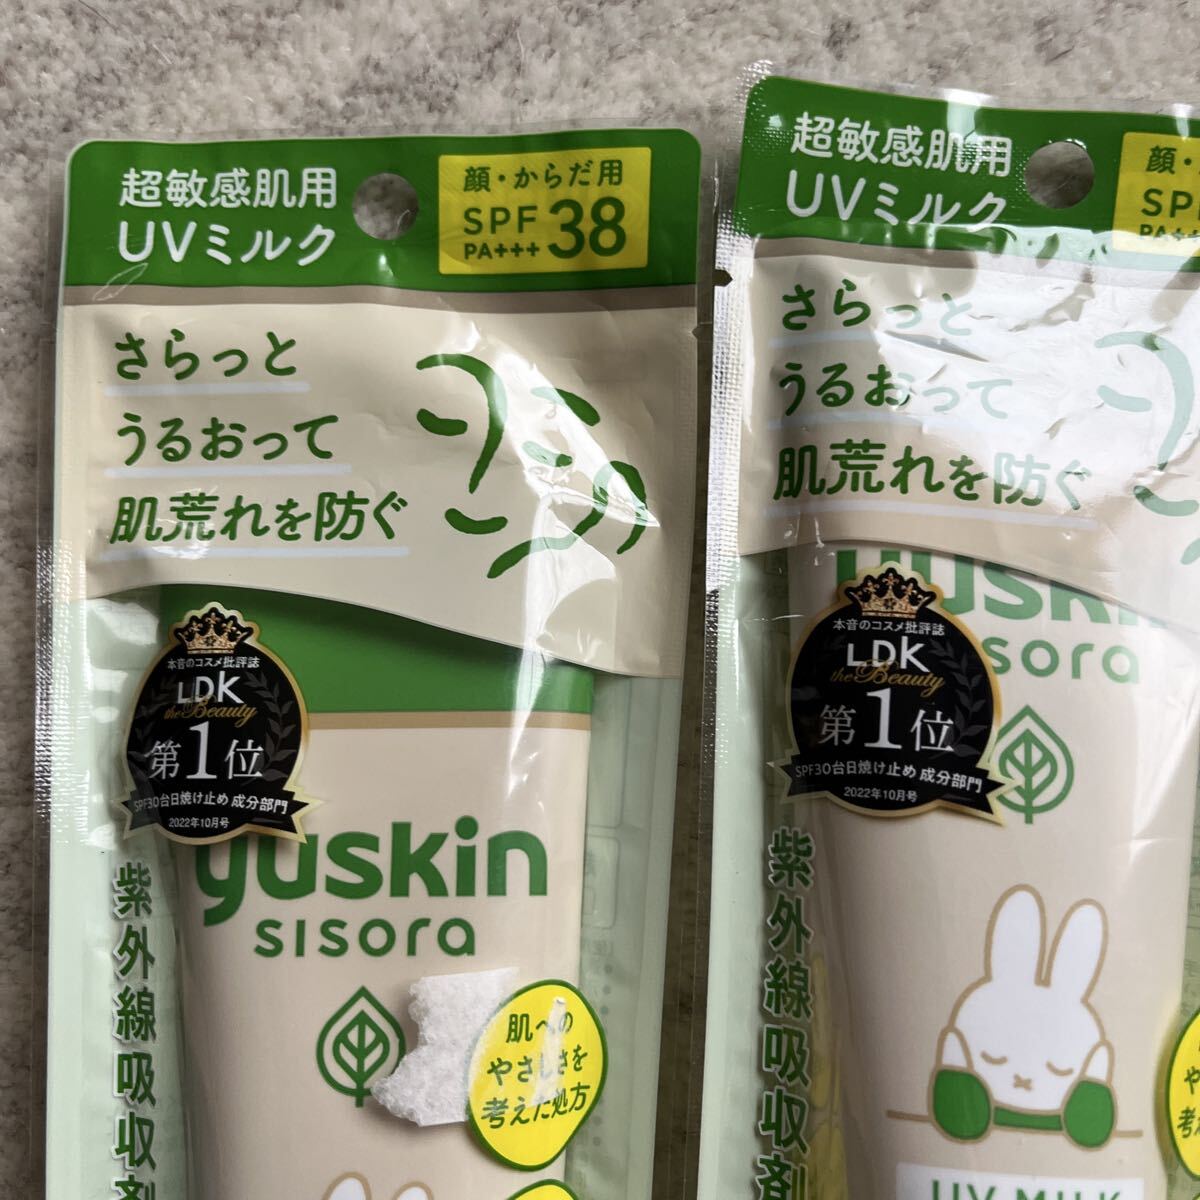 超敏感肌用
UVミルク
顔・からだ用
SPF
38
PA+++
さらっと
うるおって
肌荒れを防ぐ
本音のコスメ批評誌
LDK
the Beauty
第1位
SPF30台日焼け止め 成分部門
2022年10月号
yuskin
sisora
紫外線吸収剤
肌への
やさしさを
考えた処方
超敏感肌用
UVミルク
顔・
SPF
PA+++
さらっと
うるおって
肌荒れを防ぐ
yuskin
sisora
本音のコスメ批評誌
LDK
the Beauty
第1位
SPF30台日焼け止め 成分部門
2022年10月号
紫外線吸収剤
UV MILK